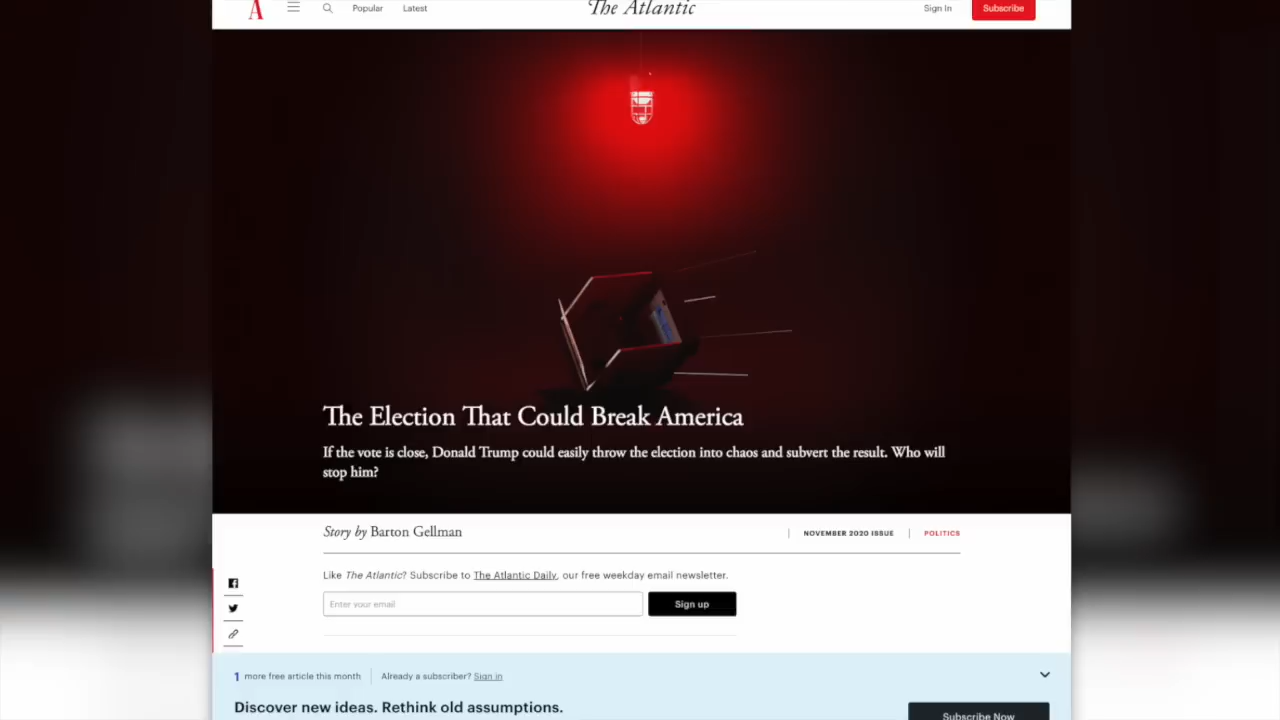 A
Popular
Latest
The Atlantic
Sign In
Subscribe
The Election That Could Break America
If the vote is close, Donald Trump could easily throw the election into chaos and subvert the result. Who will
stop him?
Story by Barton Gellman
NOVEMBER 2020 ISSUE
POLITICS
Like The Atlantic? Subscribe to The Atlantic Daily, our free weekday email newsletter.
Enter your email
Sign up
1 more free article this month
Already a subscriber? Sign in
Discover new ideas. Rethink old assumptions.
Subscribe Now